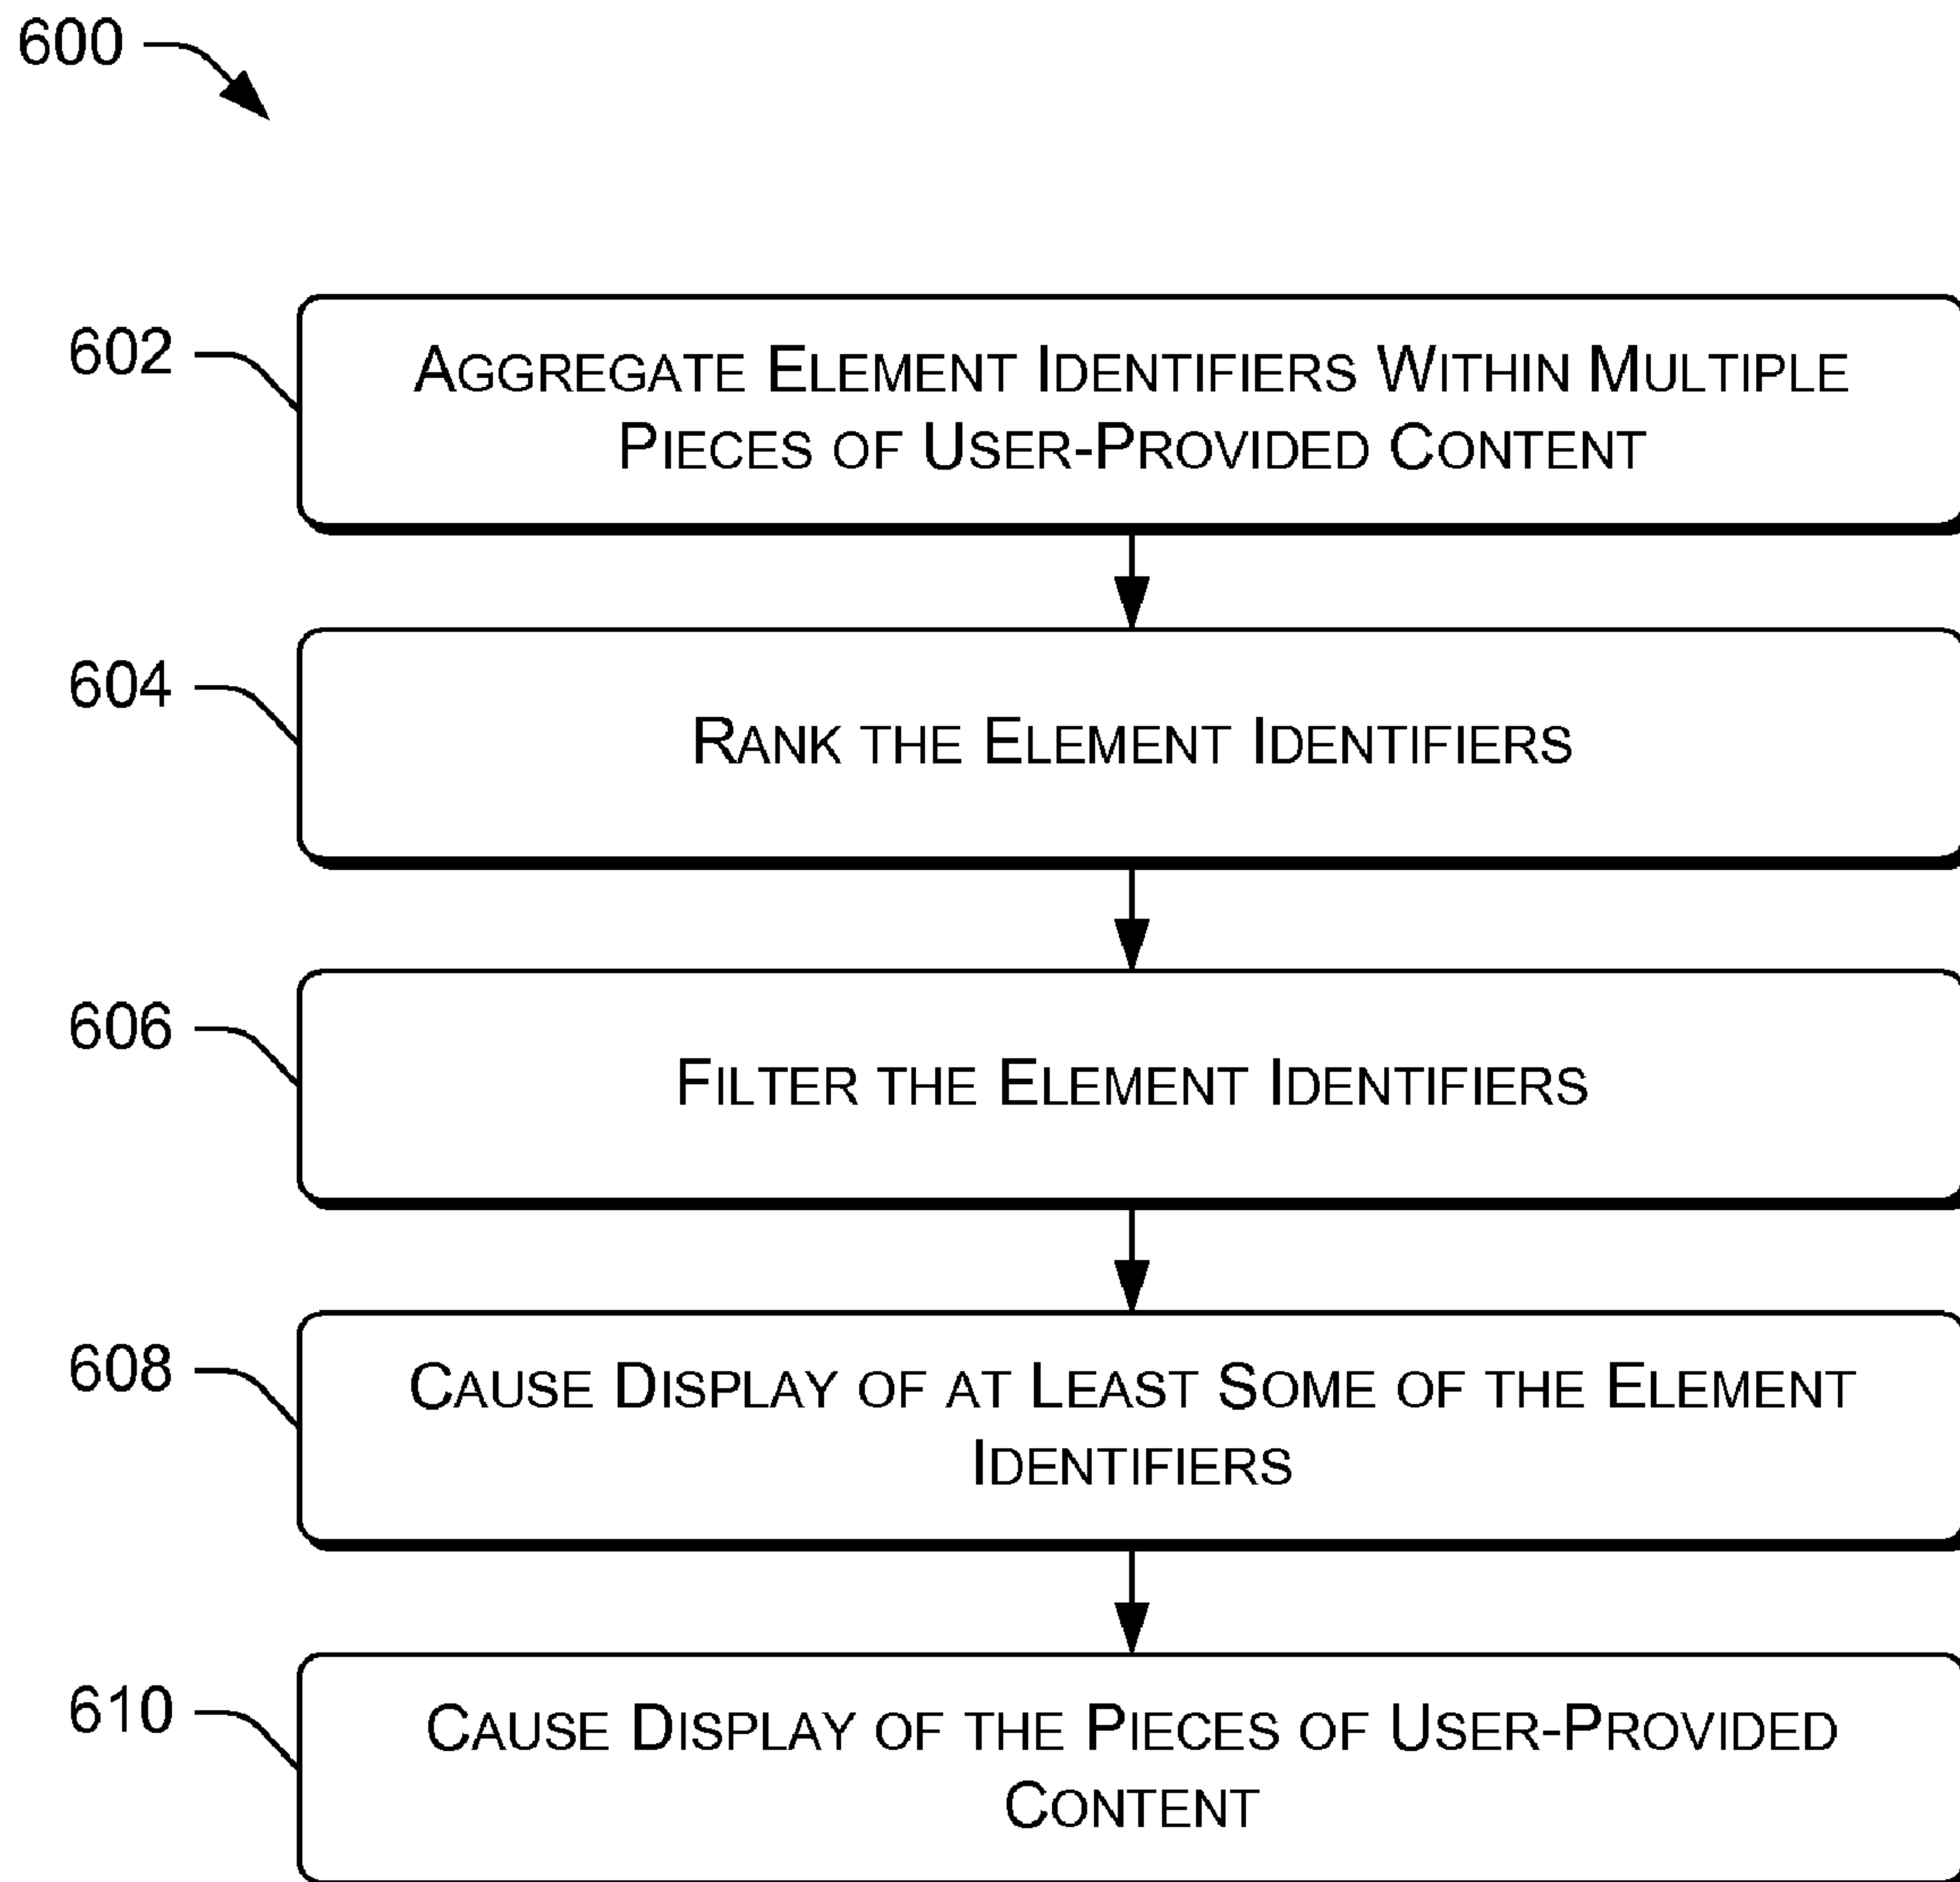 600
602
AGGREGATE ELEMENT IDENTIFIERS WITHIN MULTIPLE
PIECES OF USER-PROVIDED CONTENT
604
RANK THE ELEMENT IDENTIFIERS
606
FILTER THE ELEMENT IDENTIFIERS
608
CAUSE DISPLAY OF AT LEAST SOME OF THE ELEMENT
IDENTIFIERS
610
CAUSE DISPLAY OF THE PIECES OF USER-PROVIDED
CONTENT